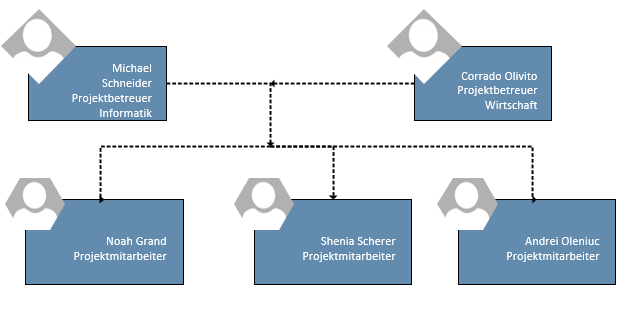 Michael
Schneider
Projektbetreuer
Informatik
Corrado Olivito
Projektbetreuer
Wirtschaft
Noah Grand
Projektmitarbeiter
Shenia Scherer
Projektmitarbeiter
Andrei Oleniuc
Projektmitarbeiter